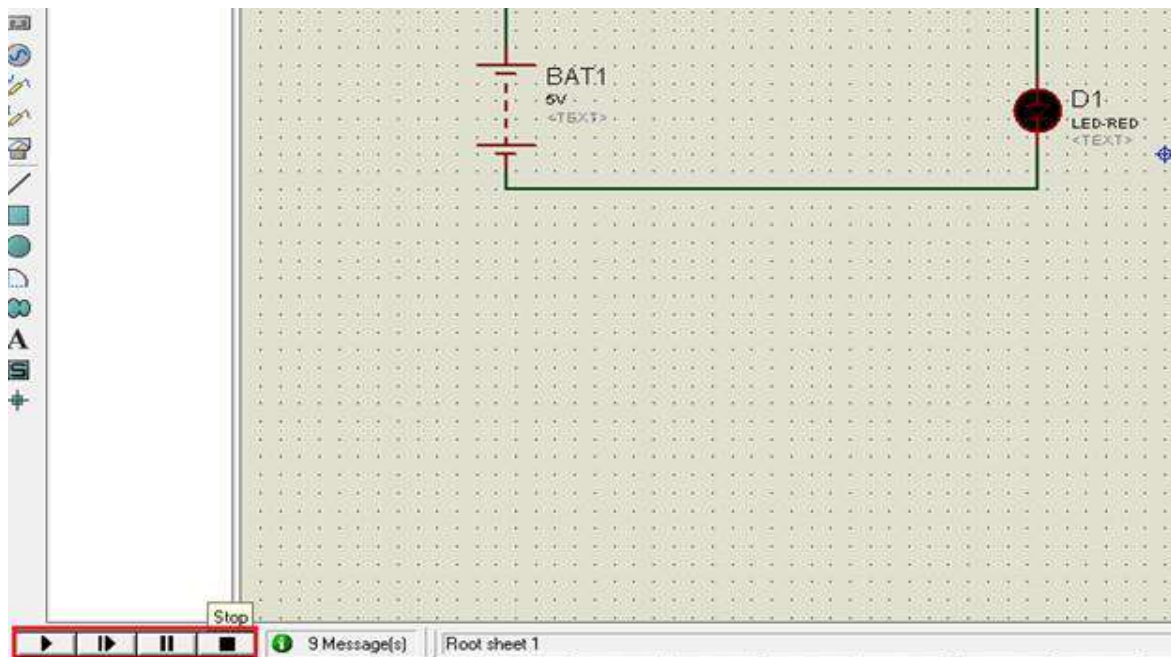 BAT1
5V
<TEXT>
D1
LED-RED
<TEXT>
A
S
Stop
9 Message(s)
Root sheet 1